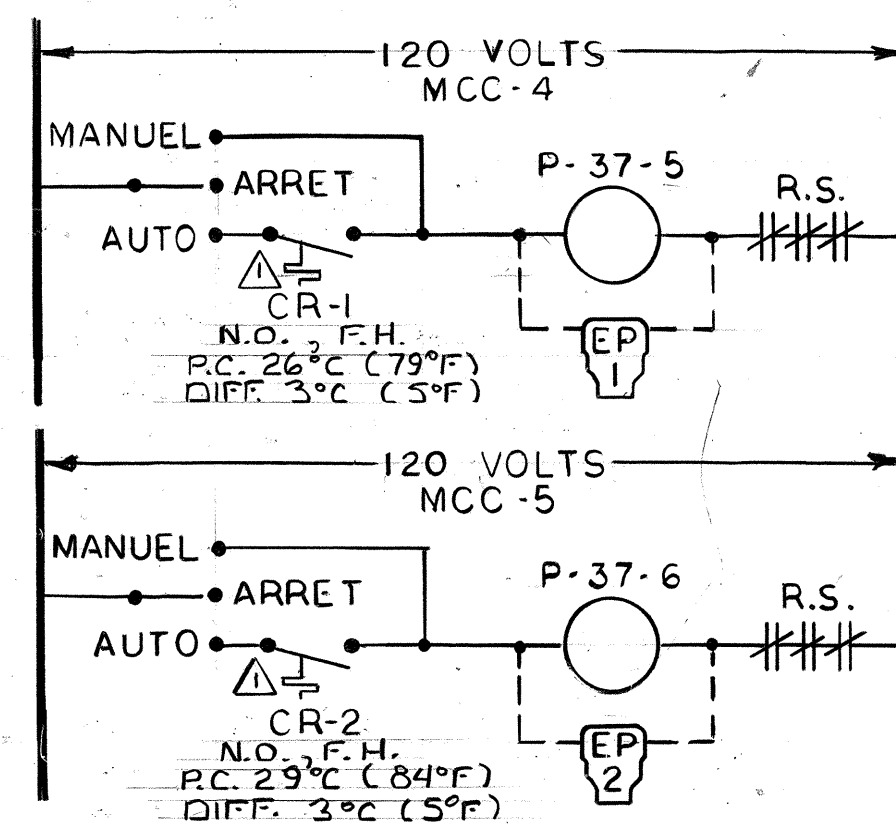 120 VOLTS
MCC-4
MANUEL
P-37-5
ARRET
R.S.
AUTO
1
CR-1
N.O., F.H.
EP
P.C. 26°C (79°F)
1
DIFF. 3°C (5°F)
120 VOLTS
MCC-5
MANUEL
P-37-6
ARRET
R.S.
AUTO
1
CR-2
N.O., F.H.
EP
P.C. 29°C (84°F)
2
DIFF. 3°C (5°F)